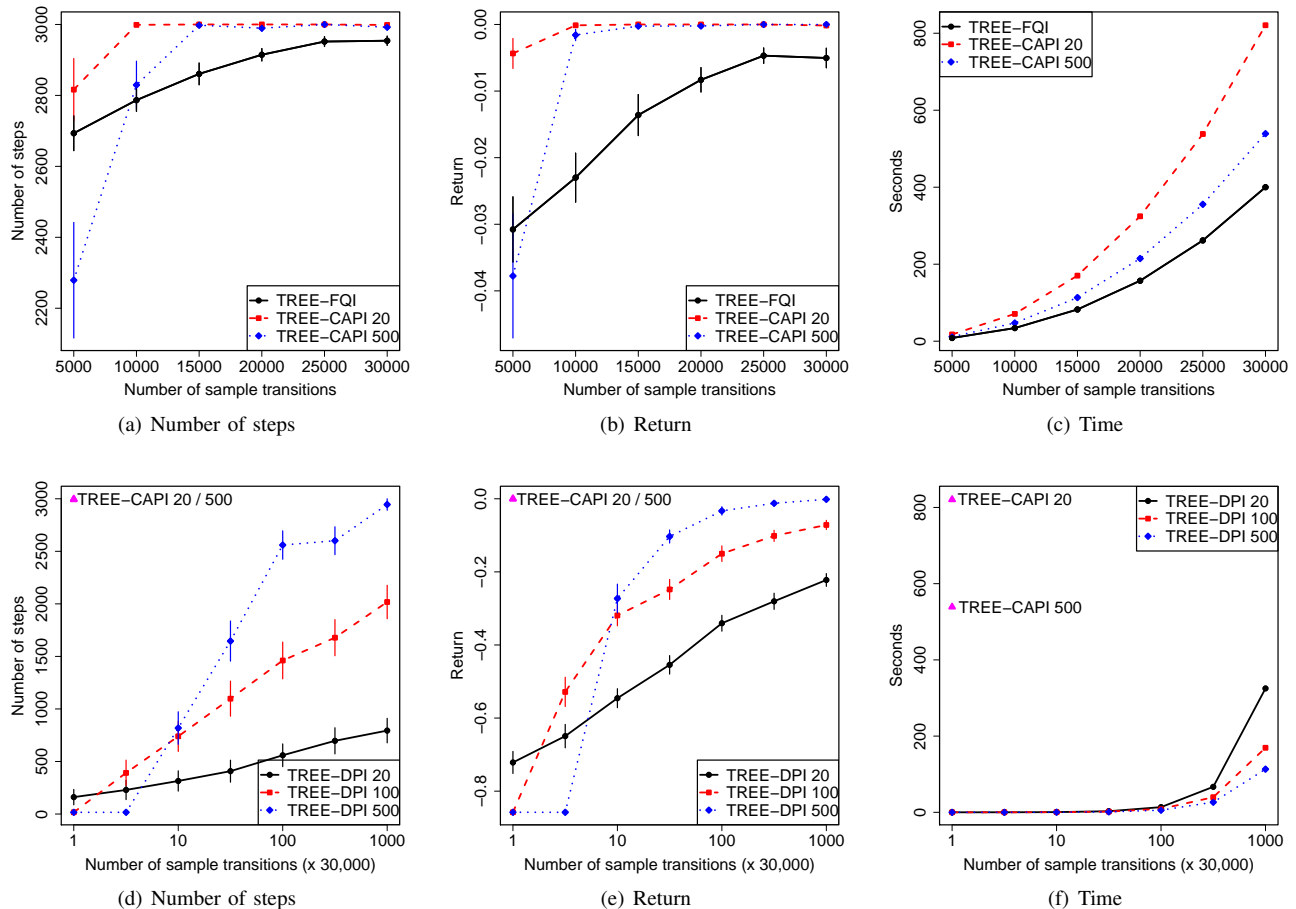 Number of steps
3000
2800
2600
2400
2200
5000 10000 15000 20000 25000 30000
Number of sample transitions
TREE−FQI
TREE−CAPI 20
TREE−CAPI 500
(a) Number of steps
Return
0.00
−0.01
−0.02
−0.03
−0.04
5000 10000 15000 20000 25000 30000
Number of sample transitions
TREE−FQI
TREE−CAPI 20
TREE−CAPI 500
(b) Return
Seconds
800
600
400
200
0
5000 10000 15000 20000 25000 30000
Number of sample transitions
TREE−FQI
TREE−CAPI 20
TREE−CAPI 500
(c) Time
Number of steps
3000
2500
2000
1500
1000
500
0
1 10 100 1000
Number of sample transitions (x 30,000)
TREE−CAPI 20 / 500
TREE−DPI 20
TREE−DPI 100
TREE−DPI 500
(d) Number of steps
Return
0.0
−0.2
−0.4
−0.6
−0.8
1 10 100 1000
Number of sample transitions (x 30,000)
TREE−CAPI 20 / 500
TREE−DPI 20
TREE−DPI 100
TREE−DPI 500
(e) Return
Seconds
800
600
400
200
0
1 10 100 1000
Number of sample transitions (x 30,000)
TREE−CAPI 20
TREE−CAPI 500
TREE−DPI 20
TREE−DPI 100
TREE−DPI 500
(f) Time